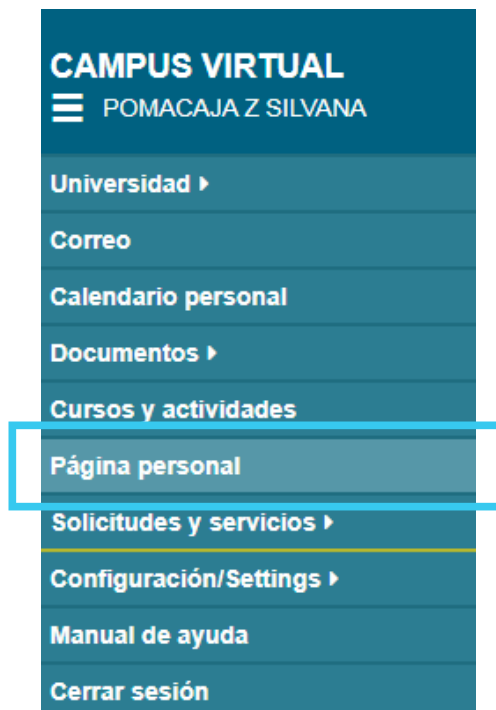 CAMPUS VIRTUAL
POMACAJA Z SILVANA
Universidad
Correo
Calendario personal
Documentos
Cursos y actividades
Página personal
Solicitudes y servicios
Configuración/Settings
Manual de ayuda
Cerrar sesión